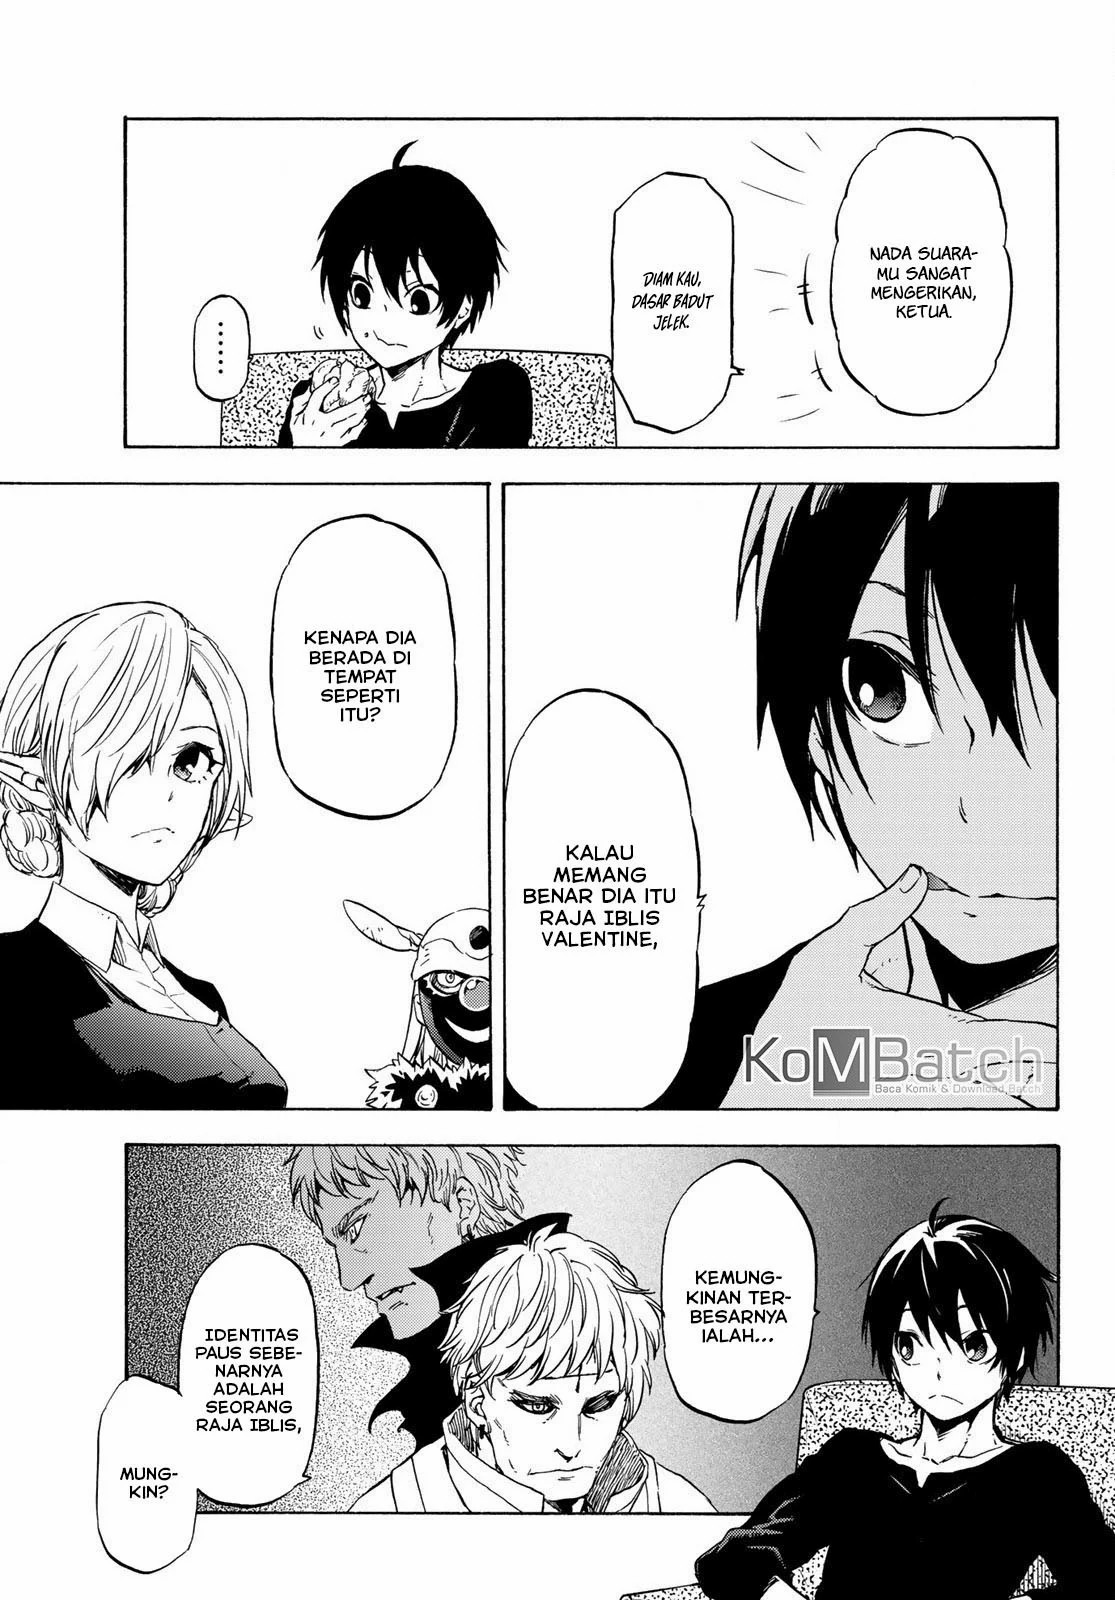 NADA SUARA-
MU SANGAT
MENGERIKAN,
KETUA.
DIAM KAU,
DASAR BADUT
JELEK.
......
KALAU
MEMANG
BENAR DIA ITU
RAJA IBLIS
VALENTINE,
KENAPA DIA
BERADA DI
TEMPAT
SEPERTI
ITU?
KoMBatch
Baca Komik & Download Batch
KEMUNG-
KINAN TER-
BESARNYA
IALAH...
IDENTITAS
PAUS SEBE-
NARNYA
ADALAH
SEORANG
RAJA IBLIS,
MUNG-
KIN?